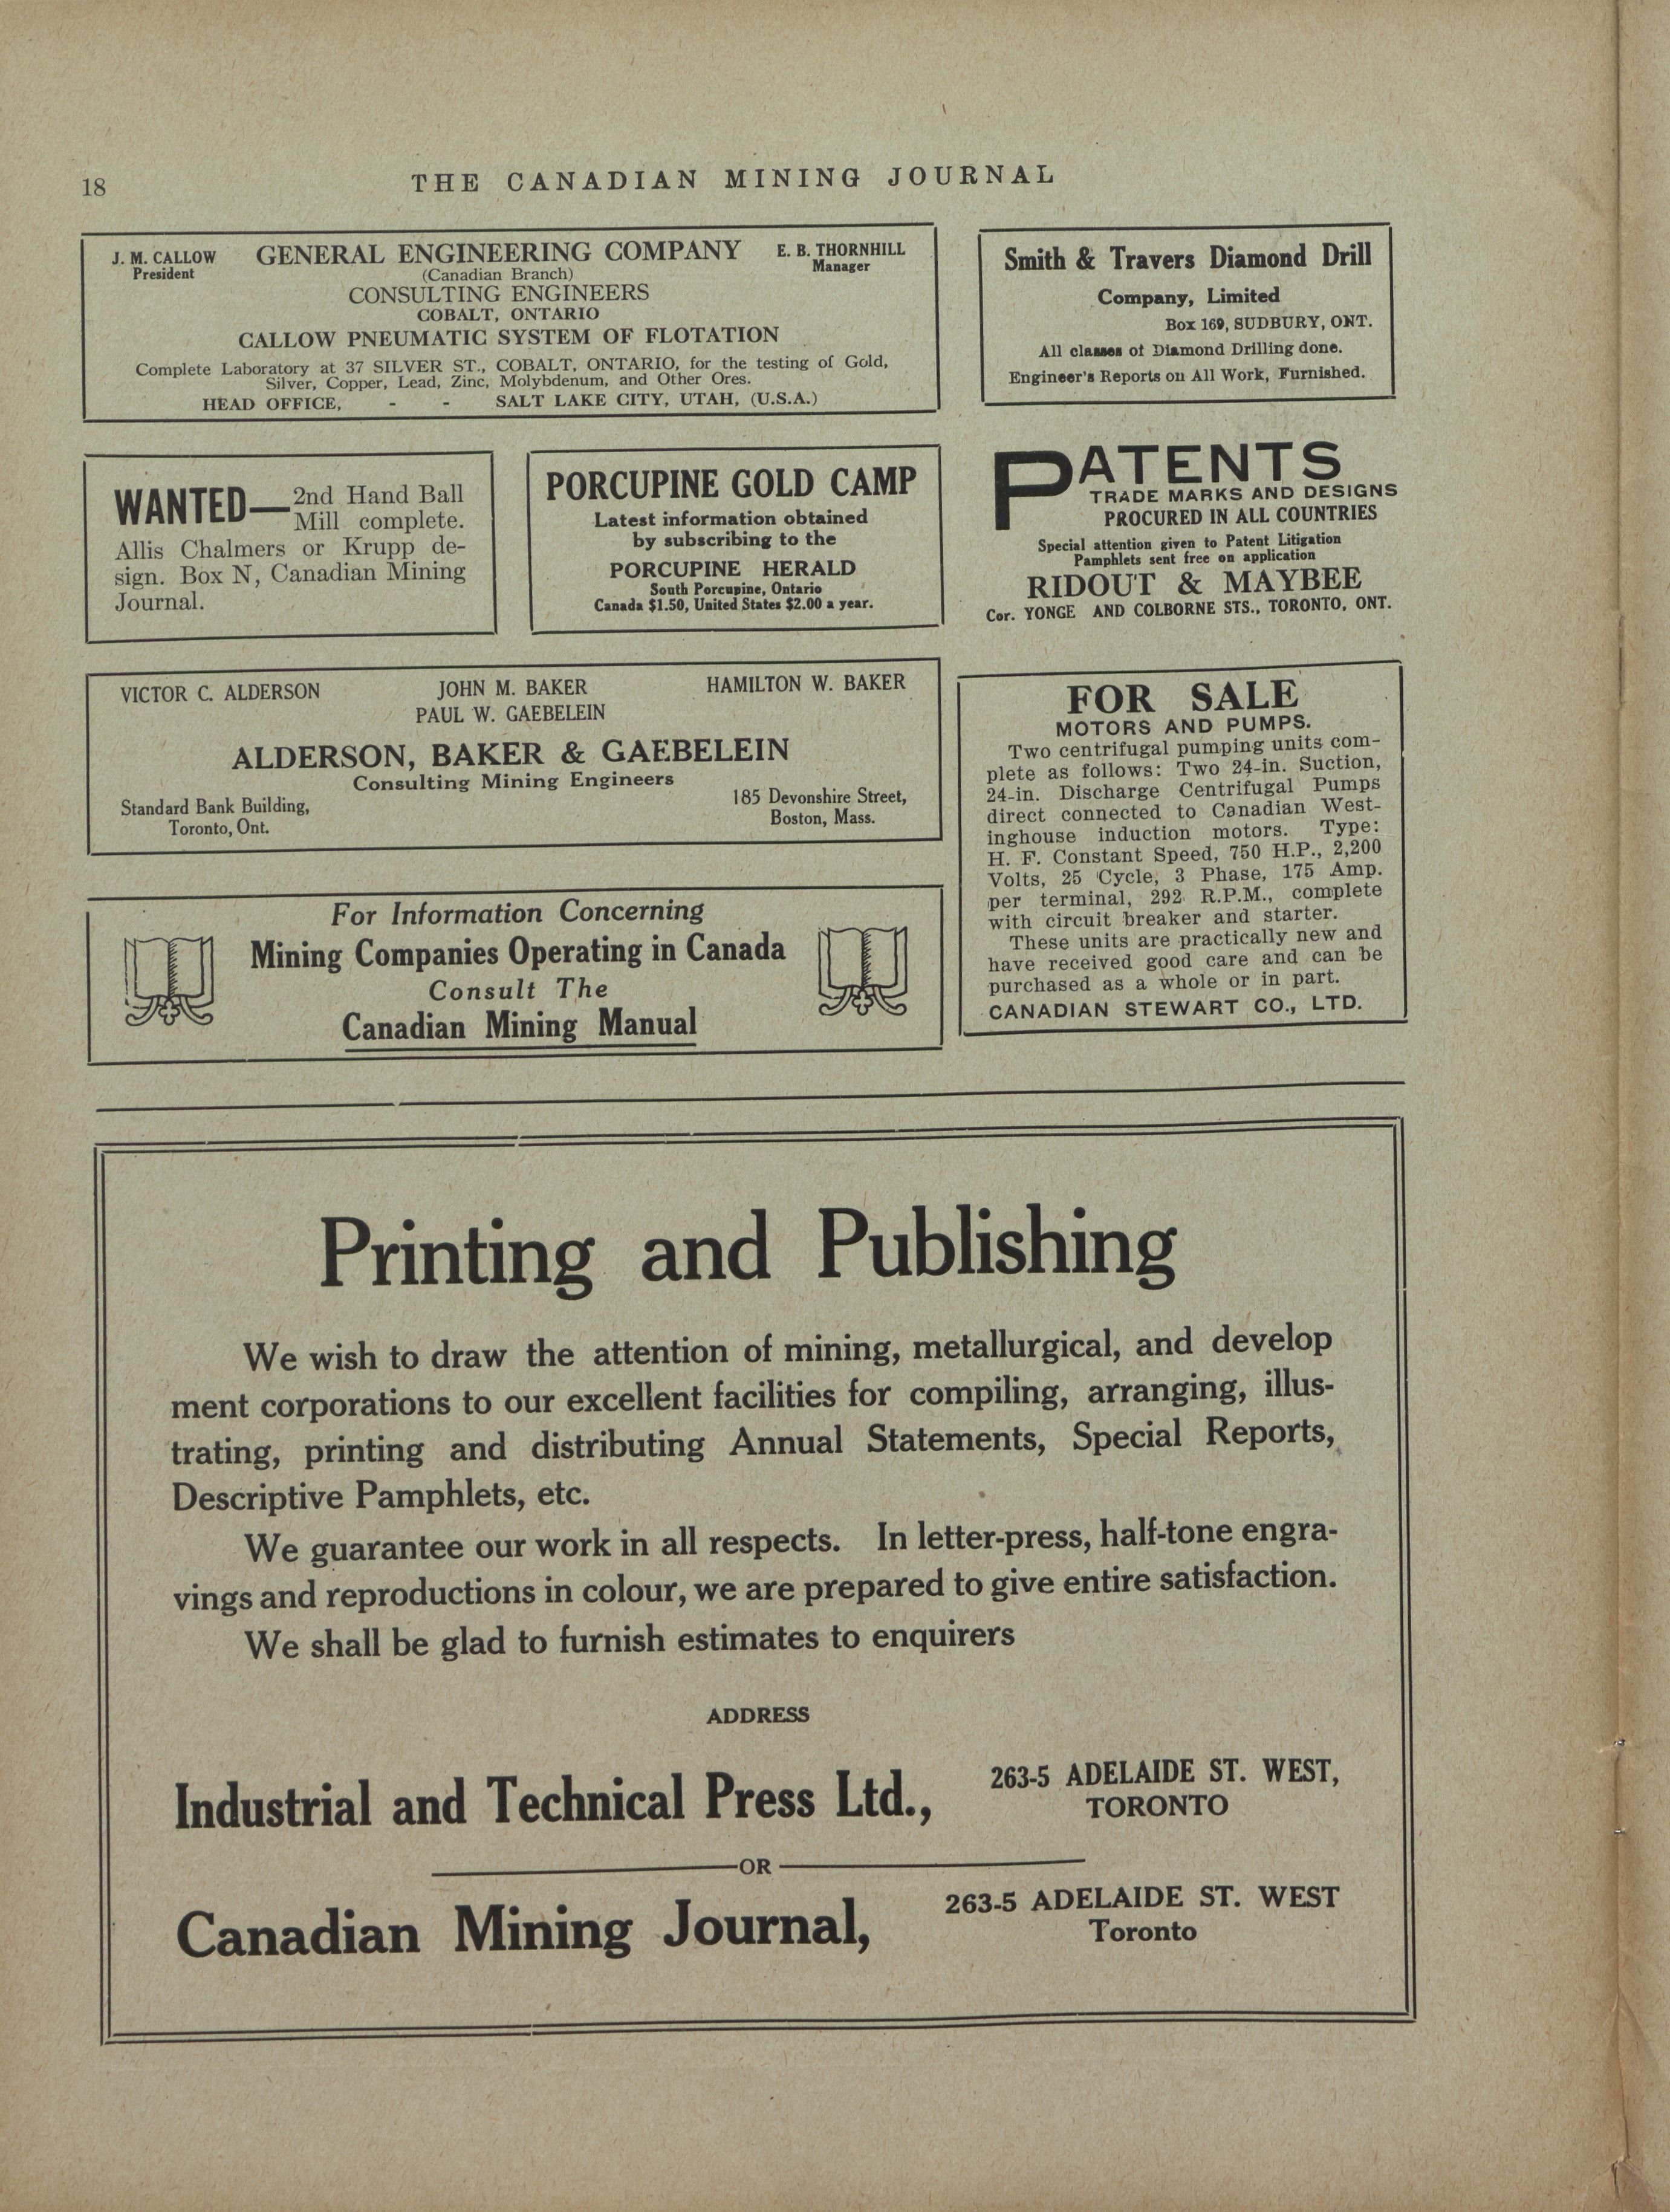 18
THE CANADIAN MINING JOURNAL
J. M. CALLOW
President
GENERAL ENGINEERING COMPANY
E. B. THORNHILL
Manager
(Canadian Branch)
CONSULTING ENGINEERS
COBALT, ONTARIO
CALLOW PNEUMATIC SYSTEM OF FLOTATION
Complete Laboratory at 37 SILVER ST., COBALT, ONTARIO, for the testing of Gold,
Silver, Copper, Lead, Zinc, Molybdenum, and Other Ores.
HEAD OFFICE, - - SALT LAKE CITY, UTAH, (U.S.A.)
Smith & Travers Diamond Drill
Company, Limited
Box 169, SUDBURY, ONT.
All classes of Diamond Drilling done.
Engineer's Reports on All Work, Furnished.
WANTED—2nd Hand Ball
Mill complete.
Allis Chalmers or Krupp de-
sign. Box N, Canadian Mining
Journal.
PORCUPINE GOLD CAMP
Latest information obtained
by subscribing to the
PORCUPINE HERALD
South Porcupine, Ontario
Canada $1.50, United States $2.00 a year.
PATENTS
TRADE MARKS AND DESIGNS
PROCURED IN ALL COUNTRIES
Special attention given to Patent Litigation
Pamphlets sent free on application
RIDOUT & MAYBEE
Cor. YONGE AND COLBORNE STS., TORONTO, ONT.
VICTOR C. ALDERSON
JOHN M. BAKER
HAMILTON W. BAKER
PAUL W. GAEBELEIN
ALDERSON, BAKER & GAEBELEIN
Consulting Mining Engineers
Standard Bank Building,
Toronto, Ont.
185 Devonshire Street,
Boston, Mass.
FOR SALE
MOTORS AND PUMPS.
Two centrifugal pumping units com-
plete as follows: Two 24-in. Suction,
24-in. Discharge Centrifugal Pumps
direct connected to Canadian West-
inghouse induction motors. Type:
H. F. Constant Speed, 750 H.P., 2,200
Volts, 25 Cycle, 3 Phase, 175 Amp.
per terminal, 292 R.P.M., complete
with circuit breaker and starter.
These units are practically new and
have received good care and can be
purchased as a whole or in part.
CANADIAN STEWART CO., LTD.
For Information Concerning
Mining Companies Operating in Canada
Consult The
Canadian Mining Manual
Printing and Publishing
We wish to draw the attention of mining, metallurgical, and develop
ment corporations to our excellent facilities for compiling, arranging, illus-
trating, printing and distributing Annual Statements, Special Reports,
Descriptive Pamphlets, etc.
We guarantee our work in all respects. In letter-press, half-tone engra-
vings and reproductions in colour, we are prepared to give entire satisfaction.
We shall be glad to furnish estimates to enquirers
ADDRESS
Industrial and Technical Press Ltd.,
263-5 ADELAIDE ST. WEST,
TORONTO
OR
Canadian Mining Journal,
263-5 ADELAIDE ST. WEST
Toronto